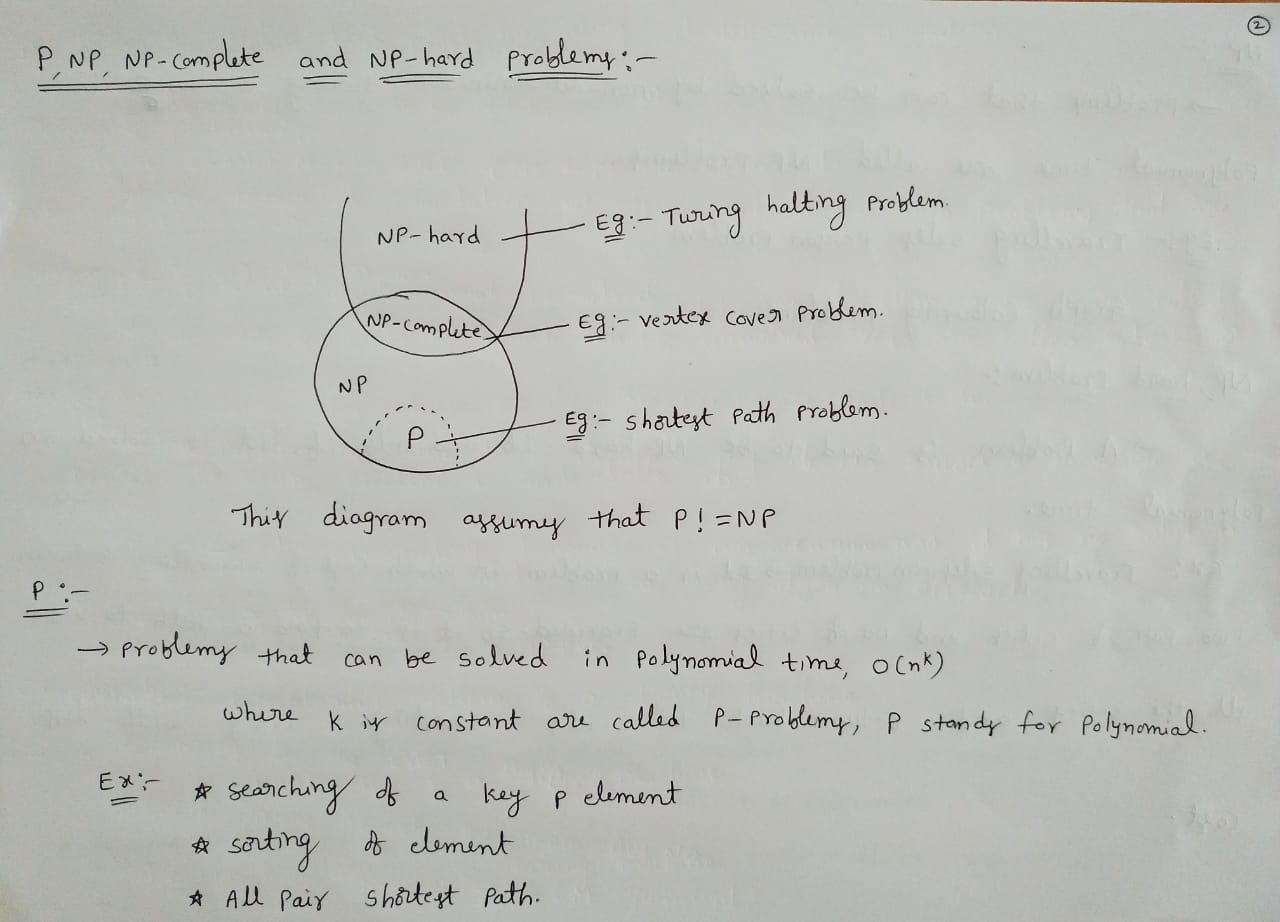 ②
P, NP, NP-complete and NP-hard problems:-
NP-hard
Eg:- Turing halting problem.
NP-complete
Eg:- vertex cover problem.
NP
P
Eg:- shortest path problem.
This diagram assumes that P! = NP
P :-
→ problems that can be solved in polynomial time, O(n^k)
where K is constant are called P-problems, P stands for Polynomial.
Ex:- ☆ searching of a key p element
☆ sorting of element
☆ All pair shortest path.